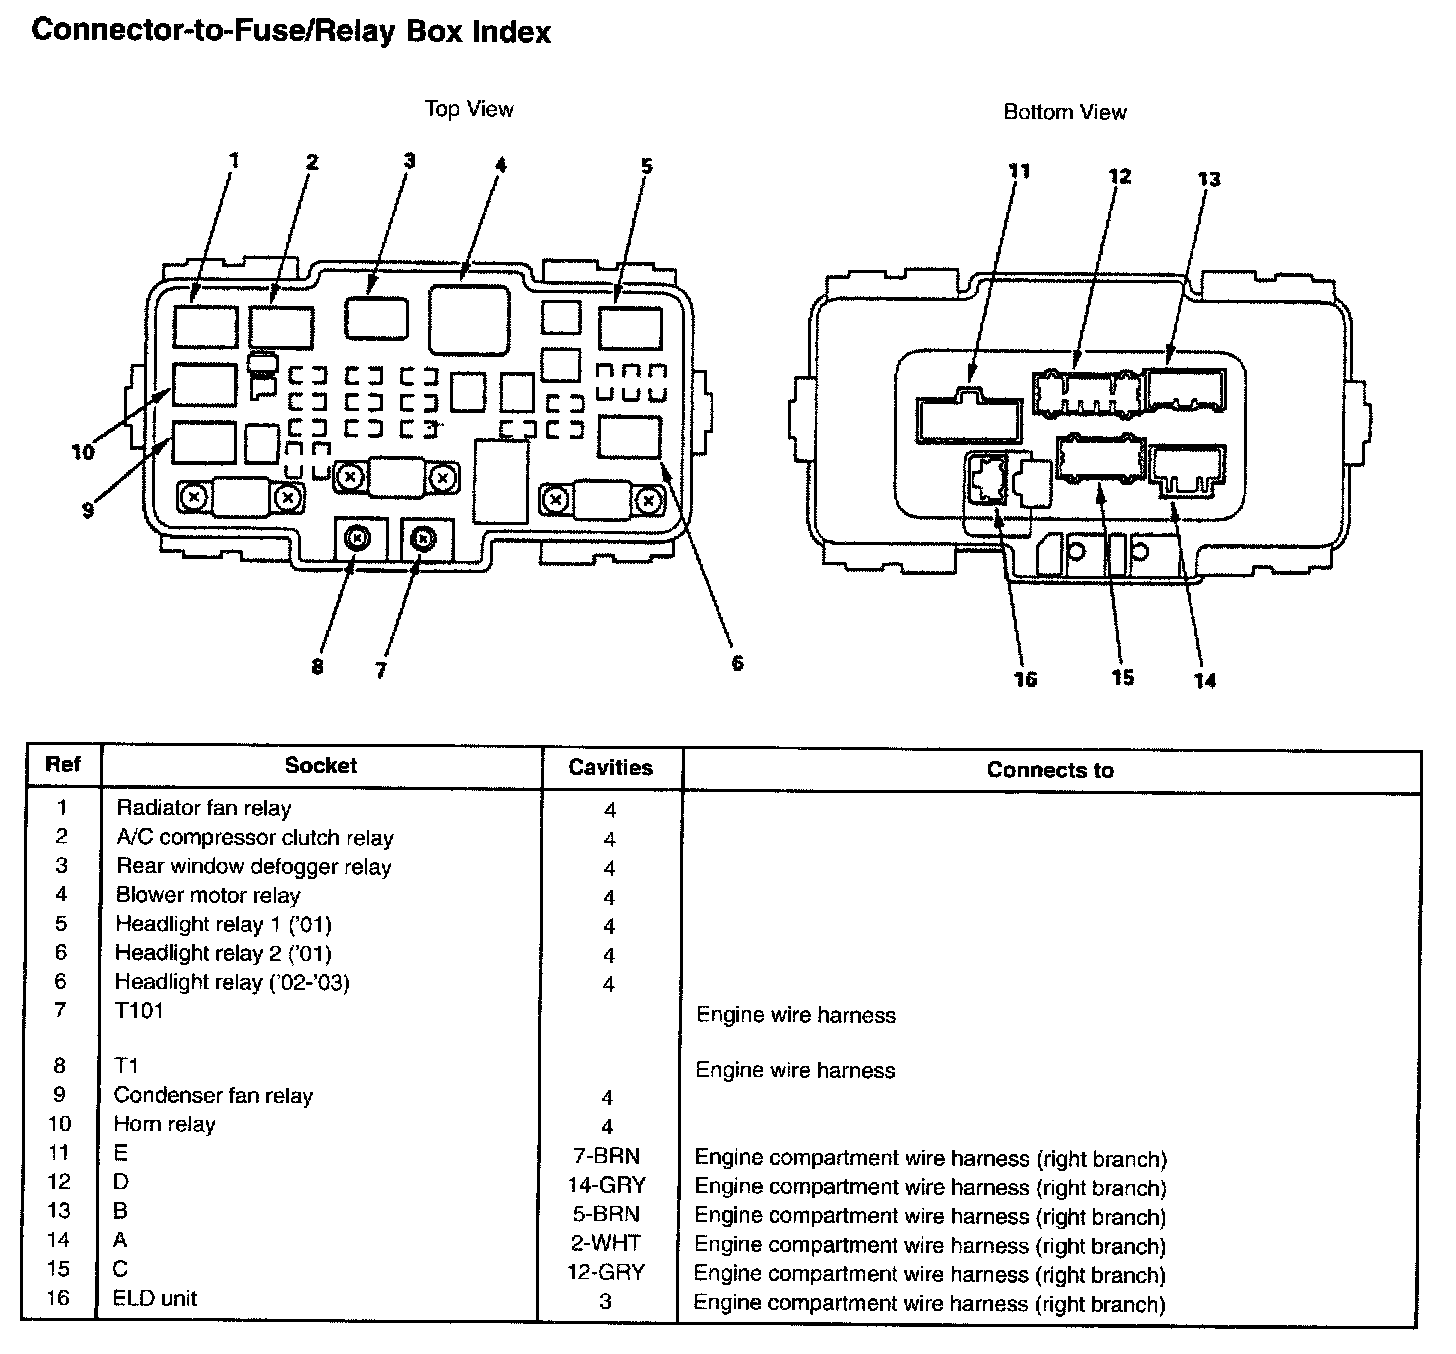 Connector-to-Fuse/Relay Box Index
Top View
Bottom View
1 2 3 4 5
11 12 13
10
9
8 7 6
16 15 14
Ref Socket Cavities Connects to
1 Radiator fan relay 4
2 A/C compressor clutch relay 4
3 Rear window defogger relay 4
4 Blower motor relay 4
5 Headlight relay 1 ('01) 4
6 Headlight relay 2 ('01) 4
6 Headlight relay ('02-'03) 4
7 T101 Engine wire harness
8 T1 Engine wire harness
9 Condenser fan relay 4
10 Horn relay 4
11 E 7-BRN Engine compartment wire harness (right branch)
12 D 14-GRY Engine compartment wire harness (right branch)
13 B 5-BRN Engine compartment wire harness (right branch)
14 A 2-WHT Engine compartment wire harness (right branch)
15 C 12-GRY Engine compartment wire harness (right branch)
16 ELD unit 3 Engine compartment wire harness (right branch)